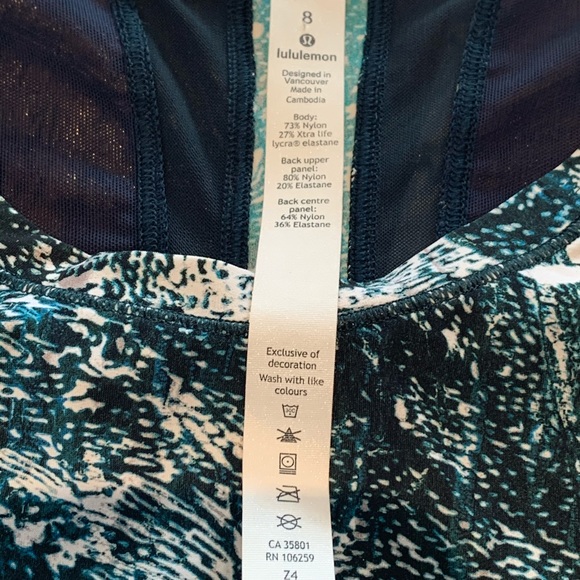 8
lululemon
Designed in
Vancouver
Made in
Cambodia
Body:
73% Nylon
27% Xtra life
lycra® elastane
Back upper
panel:
80% Nylon
20% Elastane
Back centre
panel:
64% Nylon
36% Elastane
Exclusive of
decoration
Wash with like
colours
CA 35801
RN 106259
Z4